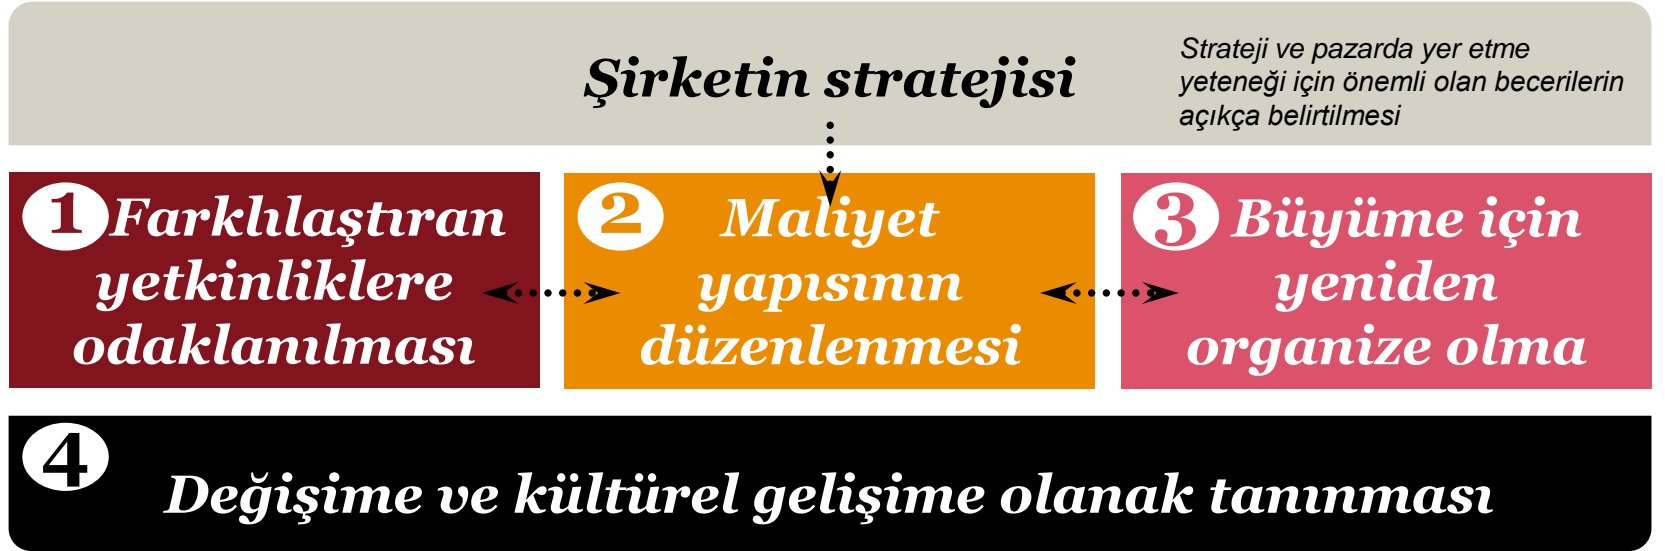 Şirketin stratejisi
Strateji ve pazarda yer etme
yeteneği için önemli olan becerilerin
açıkça belirtilmesi
1 Farklılaştıran
yetkinliklere
odaklanılması
2 Maliyet
yapısının
düzenlenmesi
3 Büyüme için
yeniden
organize olma
4
Değişime ve kültürel gelişime olanak tanınması